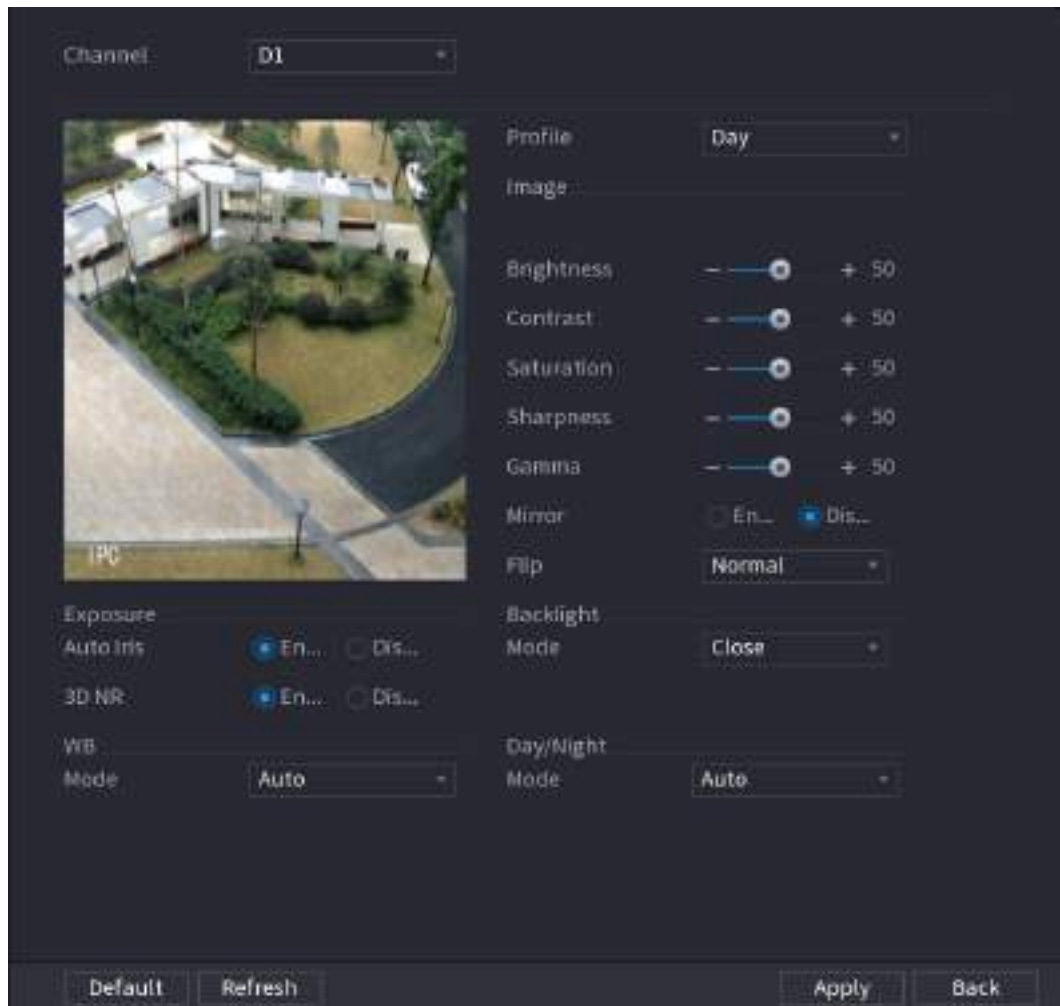 Channel D1
Profile Day
Image
Brightness - + 50
Contrast - + 50
Saturation - + 50
Sharpness - + 50
Gamma - + 50
Mirror En... Dis...
IPC
Flip Normal
Exposure
Auto Iris En... Dis...
3D NR En... Dis...
Backlight
Mode Close
WB
Mode Auto
Day/Night
Mode Auto
Default Refresh Apply Back